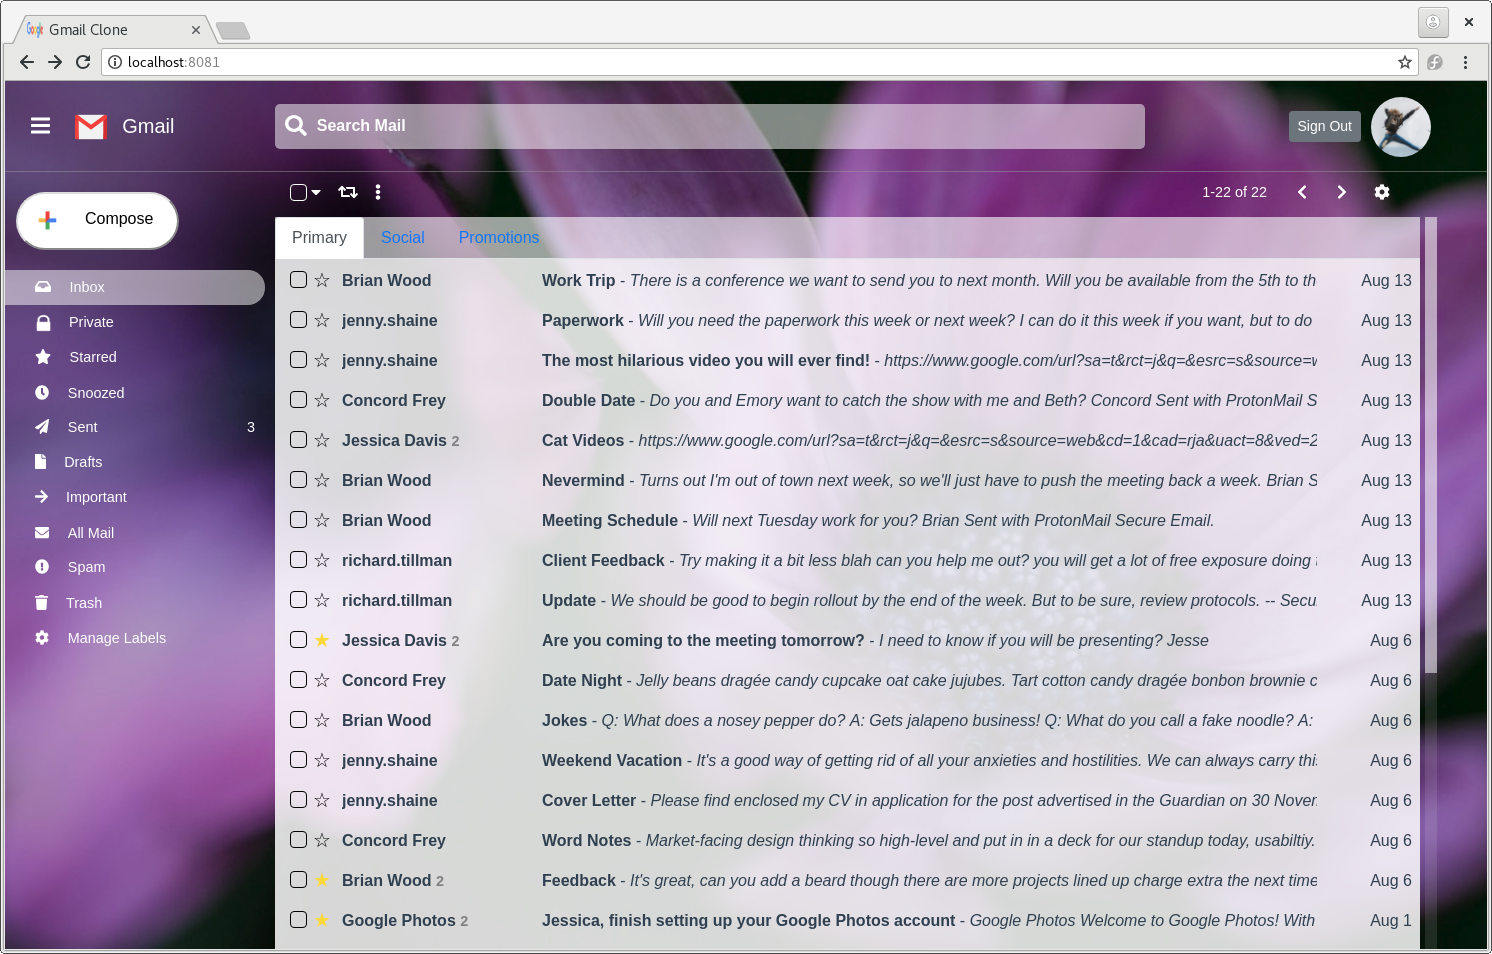 Gmail Clone
localhost:8081
Gmail
Search Mail
Sign Out
Compose
1-22 of 22
Primary Social Promotions
Inbox
Private
Starred
Snoozed
Sent 3
Drafts
Important
All Mail
Spam
Trash
Manage Labels
Brian Wood Work Trip - There is a conference we want to send you to next month. Will you be available from the 5th to th Aug 13
jenny.shaine Paperwork - Will you need the paperwork this week or next week? I can do it this week if you want, but to do Aug 13
jenny.shaine The most hilarious video you will ever find! - https://www.google.com/url?sa=t&rct=j&q=&esrc=s&source=w Aug 13
Concord Frey Double Date - Do you and Emory want to catch the show with me and Beth? Concord Sent with ProtonMail S Aug 13
Jessica Davis 2 Cat Videos - https://www.google.com/url?sa=t&rct=j&q=&esrc=s&source=web&cd=1&cad=rja&uact=8&ved=2 Aug 13
Brian Wood Nevermind - Turns out I'm out of town next week, so we'll just have to push the meeting back a week. Brian S Aug 13
Brian Wood Meeting Schedule - Will next Tuesday work for you? Brian Sent with ProtonMail Secure Email. Aug 13
richard.tillman Client Feedback - Try making it a bit less blah can you help me out? you will get a lot of free exposure doing t Aug 13
richard.tillman Update - We should be good to begin rollout by the end of the week. But to be sure, review protocols. -- Secu Aug 13
Jessica Davis 2 Are you coming to the meeting tomorrow? - I need to know if you will be presenting? Jesse Aug 6
Concord Frey Date Night - Jelly beans dragée candy cupcake oat cake jujubes. Tart cotton candy dragée bonbon brownie c Aug 6
Brian Wood Jokes - Q: What does a nosey pepper do? A: Gets jalapeno business! Q: What do you call a fake noodle? A: Aug 6
jenny.shaine Weekend Vacation - It's a good way of getting rid of all your anxieties and hostilities. We can always carry this Aug 6
jenny.shaine Cover Letter - Please find enclosed my CV in application for the post advertised in the Guardian on 30 Nover Aug 6
Concord Frey Word Notes - Market-facing design thinking so high-level and put in in a deck for our standup today, usabiltiy. Aug 6
Brian Wood 2 Feedback - It's great, can you add a beard though there are more projects lined up charge extra the next time Aug 6
Google Photos 2 Jessica, finish setting up your Google Photos account - Google Photos Welcome to Google Photos! With Aug 1